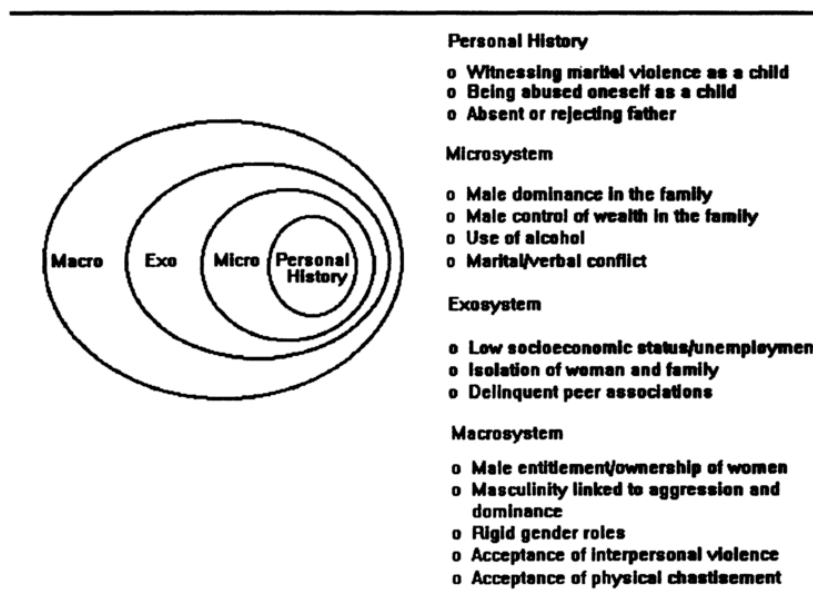 Macro
Exo
Micro
Personal
History
Personal History
o Witnessing martiel violence as a child
o Being abused oneself as a child
o Absent or rejecting father
Microsystem
o Male dominance in the family
o Male control of wealth in the family
o Use of alcohol
o Marital/verbal conflict
Exosystem
o Low socioeconomic status/unemploymen
o Isolation of woman and family
o Delinquent peer associations
Macrosystem
o Male entitlement/ownership of women
o Masculinity linked to aggression and
dominance
o Rigid gender roles
o Acceptance of interpersonal violence
o Acceptance of physical chastisement